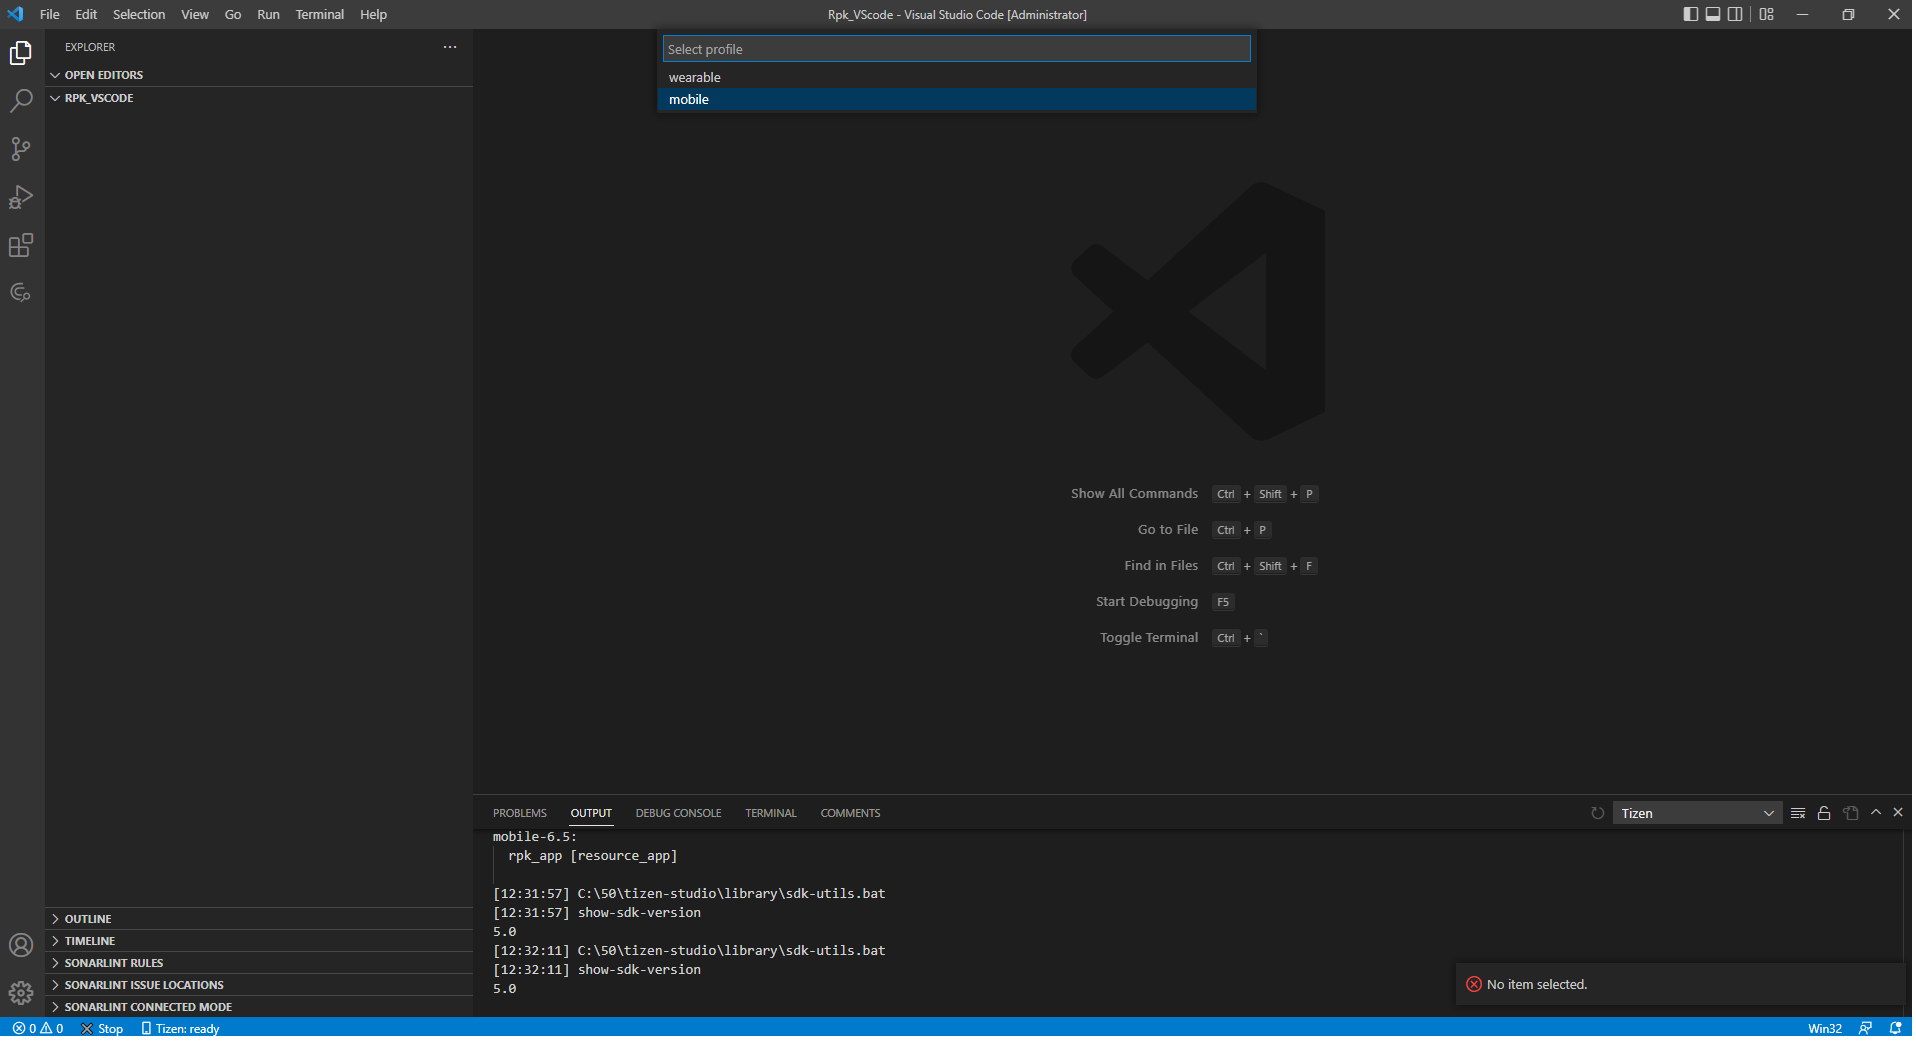 File Edit Selection View Go Run Terminal Help
Rpk_VScode - Visual Studio Code [Administrator]
EXPLORER
OPEN EDITORS
RPK_VSCODE
Select profile
wearable
mobile
Show All Commands Ctrl + Shift + P
Go to File Ctrl + P
Find in Files Ctrl + Shift + F
Start Debugging F5
Toggle Terminal Ctrl + `
PROBLEMS OUTPUT DEBUG CONSOLE TERMINAL COMMENTS
Tizen
mobile-6.5:
rpk_app [resource_app]
[12:31:57] C:\50\tizen-studio\library\sdk-utils.bat
[12:31:57] show-sdk-version
5.0
[12:32:11] C:\50\tizen-studio\library\sdk-utils.bat
[12:32:11] show-sdk-version
5.0
OUTLINE
TIMELINE
SONARLINT RULES
SONARLINT ISSUE LOCATIONS
SONARLINT CONNECTED MODE
No item selected.
0 0 Stop Tizen: ready
Win32